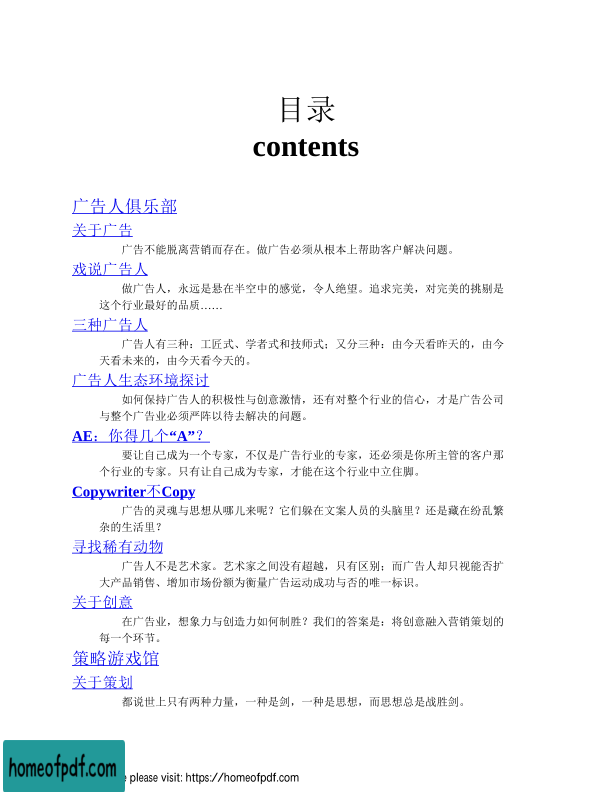 目录
contents
广告人俱乐部
关于广告
广告不能脱离营销而存在。做广告必须从根本上帮助客户解决问题。
戏说广告人
做广告人，永远是悬在半空中的感觉，令人绝望。追求完美，对完美的挑剔是
这个行业最好的品质……
三种广告人
广告人有三种：工匠式、学者式和技师式；又分三种：由今天看昨天的，由今
天看未来的，由今天看今天的。
广告人生态环境探讨
如何保持广告人的积极性与创意激情，还有对整个行业的信心，才是广告公司
与整个广告业必须严阵以待去解决的问题。
AE：你得几个“A”？
要让自己成为一个专家，不仅是广告行业的专家，还必须是你所主管的客户那
个行业的专家。只有让自己成为专家，才能在这个行业中立住脚。
Copywriter不Copy
广告的灵魂与思想从哪儿来呢？它们躲在文案人员的头脑里？还是藏在纷乱繁
杂的生活里？
寻找稀有动物
广告人不是艺术家。艺术家之间没有超越，只有区别；而广告人却只视能否扩
大产品销售、增加市场份额为衡量广告运动成功与否的唯一标识。
关于创意
在广告业，想象力与创造力如何制胜？我们的答案是：将创意融入营销策划的
每一个环节。
策略游戏馆
关于策划
都说世上只有两种力量，一种是剑，一种是思想，而思想总是战胜剑。
homeofpdf.com
please visit: https://homeofpdf.com